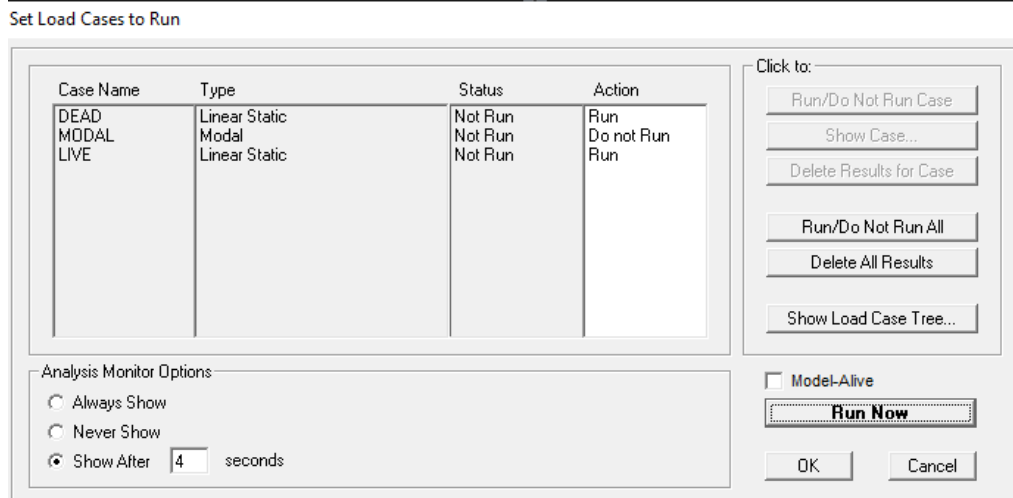 Set Load Cases to Run
Case Name Type Status Action
DEAD Linear Static Not Run Run
MODAL Modal Not Run Do not Run
LIVE Linear Static Not Run Run
Click to:
Run/Do Not Run Case
Show Case...
Delete Results for Case
Run/Do Not Run All
Delete All Results
Show Load Case Tree...
Analysis Monitor Options
Always Show
Never Show
Show After 4 seconds
Model-Alive
Run Now
OK Cancel